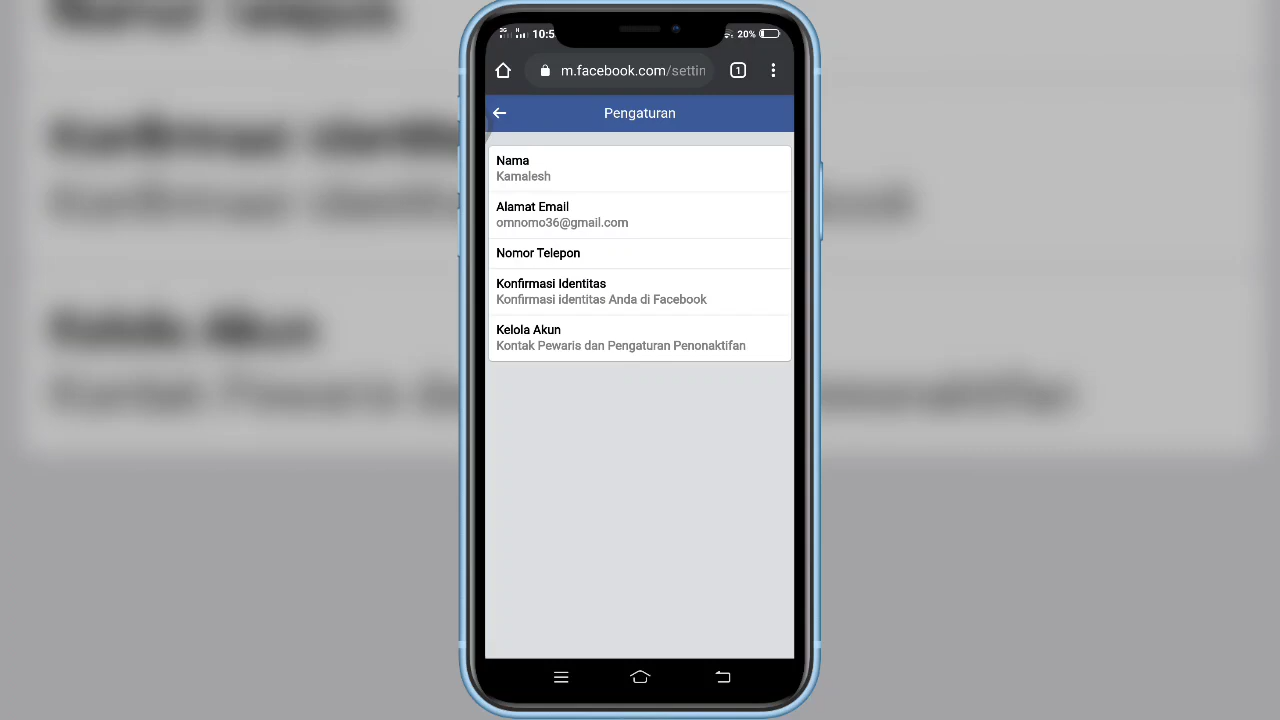 10:5
20%
m.facebook.com/settin
1
Pengaturan
Nama
Kamalesh
Alamat Email
omnomo36@gmail.com
Nomor Telepon
Konfirmasi Identitas
Konfirmasi identitas Anda di Facebook
Kelola Akun
Kontak Pewaris dan Pengaturan Penonaktifan